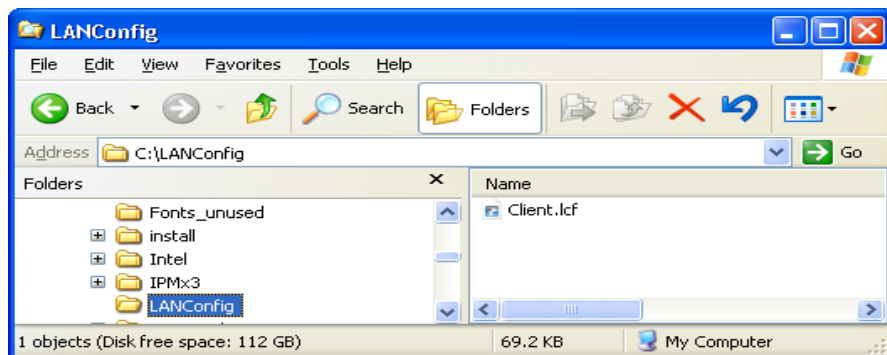 LANConfig
File Edit View Favorites Tools Help
Back Search Folders
Address C:\LANConfig Go
Folders x Name
Fonts_unused Client.lcf
install
Intel
IPMx3
LANConfig
1 objects (Disk free space: 112 GB) 69.2 KB My Computer